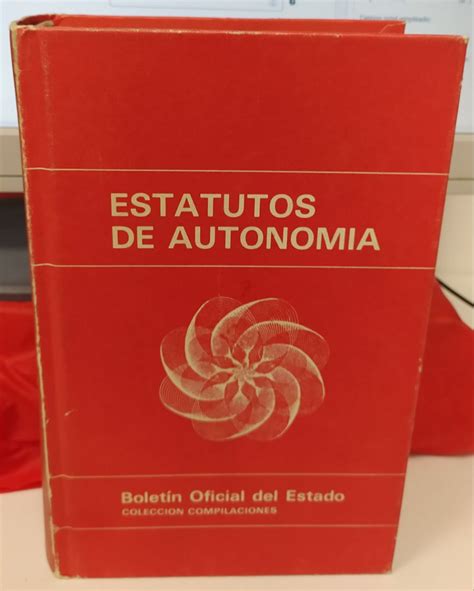 ESTATUTOS
DE AUTONOMIA
Boletín Oficial del Estado
COLECCION COMPILACIONES